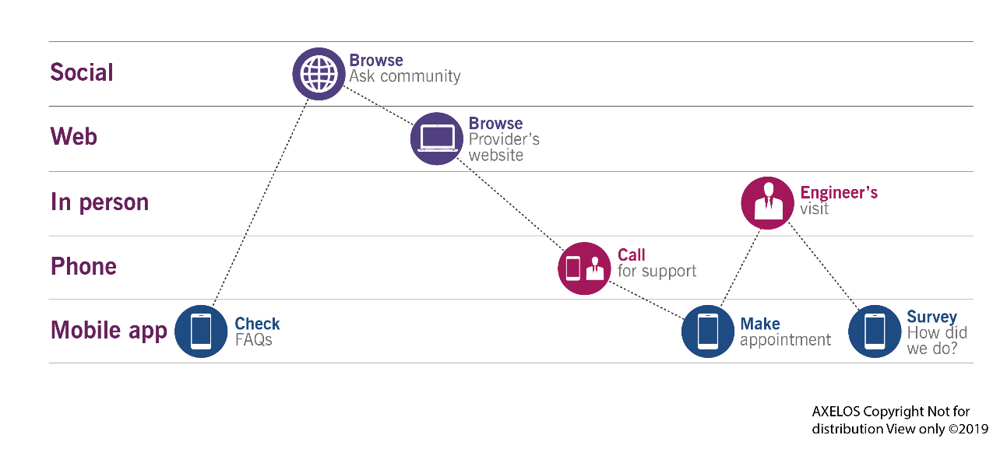 Social
Browse
Ask community
Web
Browse
Provider's
website
In person
Engineer's
visit
Phone
Call
for support
Mobile app
Check
FAQs
Make
appointment
Survey
How did
we do?
AXELOS Copyright Not for
distribution View only ©2019